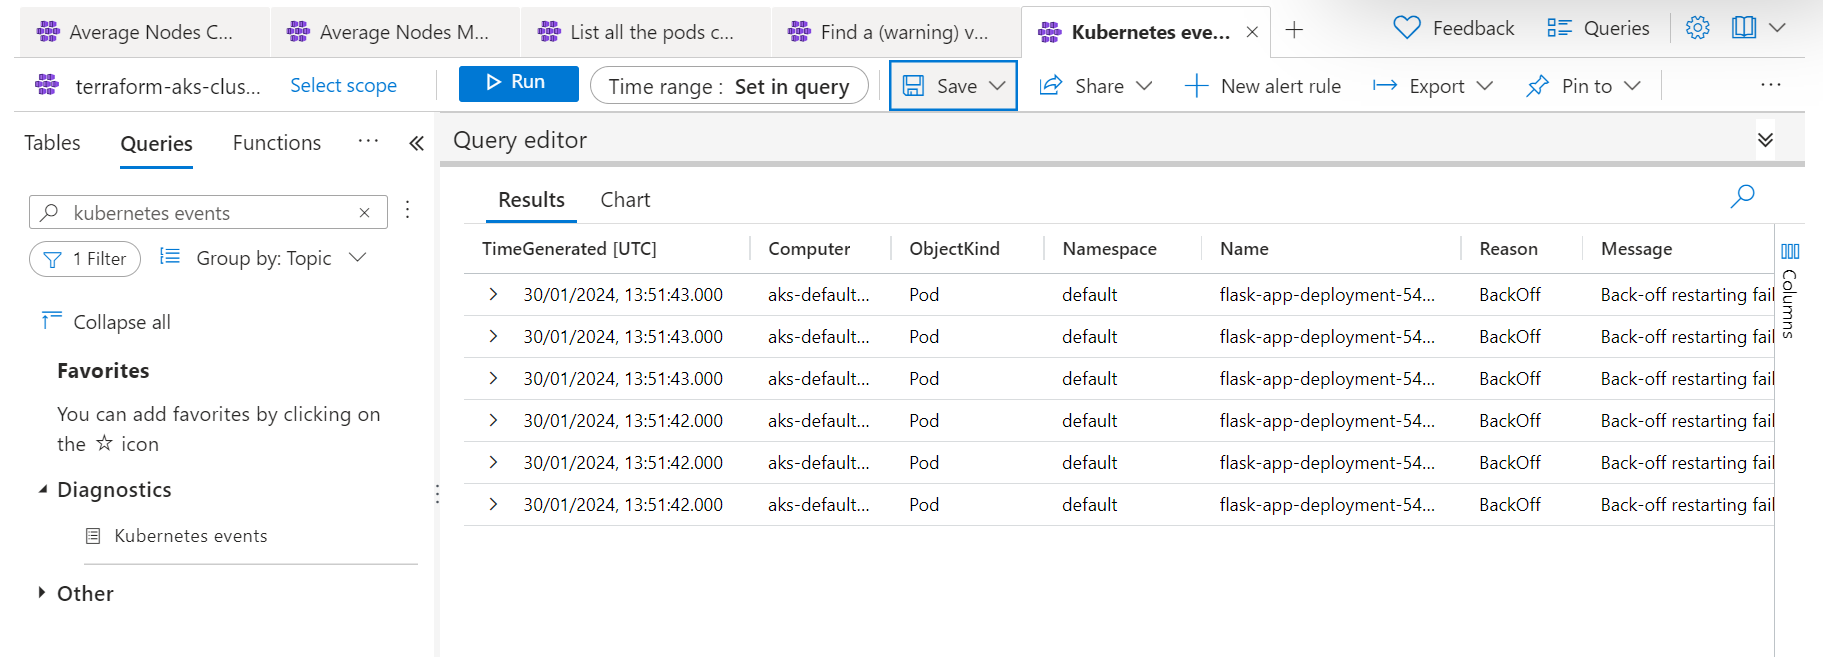 Average Nodes C... Average Nodes M... List all the pods c... Find a (warning) v... Kubernetes eve... Feedback Queries
terraform-aks-clus... Select scope Run Time range : Set in query Save Share New alert rule Export Pin to ...
Tables Queries Functions ... Query editor
Results Chart
kubernetes events
1 Filter Group by: Topic
Collapse all
Favorites
You can add favorites by clicking on
the ☆ icon
Diagnostics
Kubernetes events
Other
TimeGenerated [UTC] Computer ObjectKind Namespace Name Reason Message
30/01/2024, 13:51:43.000 aks-default... Pod default flask-app-deployment-54... BackOff Back-off restarting fail
30/01/2024, 13:51:43.000 aks-default... Pod default flask-app-deployment-54... BackOff Back-off restarting fail
30/01/2024, 13:51:43.000 aks-default... Pod default flask-app-deployment-54... BackOff Back-off restarting fail
30/01/2024, 13:51:42.000 aks-default... Pod default flask-app-deployment-54... BackOff Back-off restarting fail
30/01/2024, 13:51:42.000 aks-default... Pod default flask-app-deployment-54... BackOff Back-off restarting fail
30/01/2024, 13:51:42.000 aks-default... Pod default flask-app-deployment-54... BackOff Back-off restarting fail
Columns